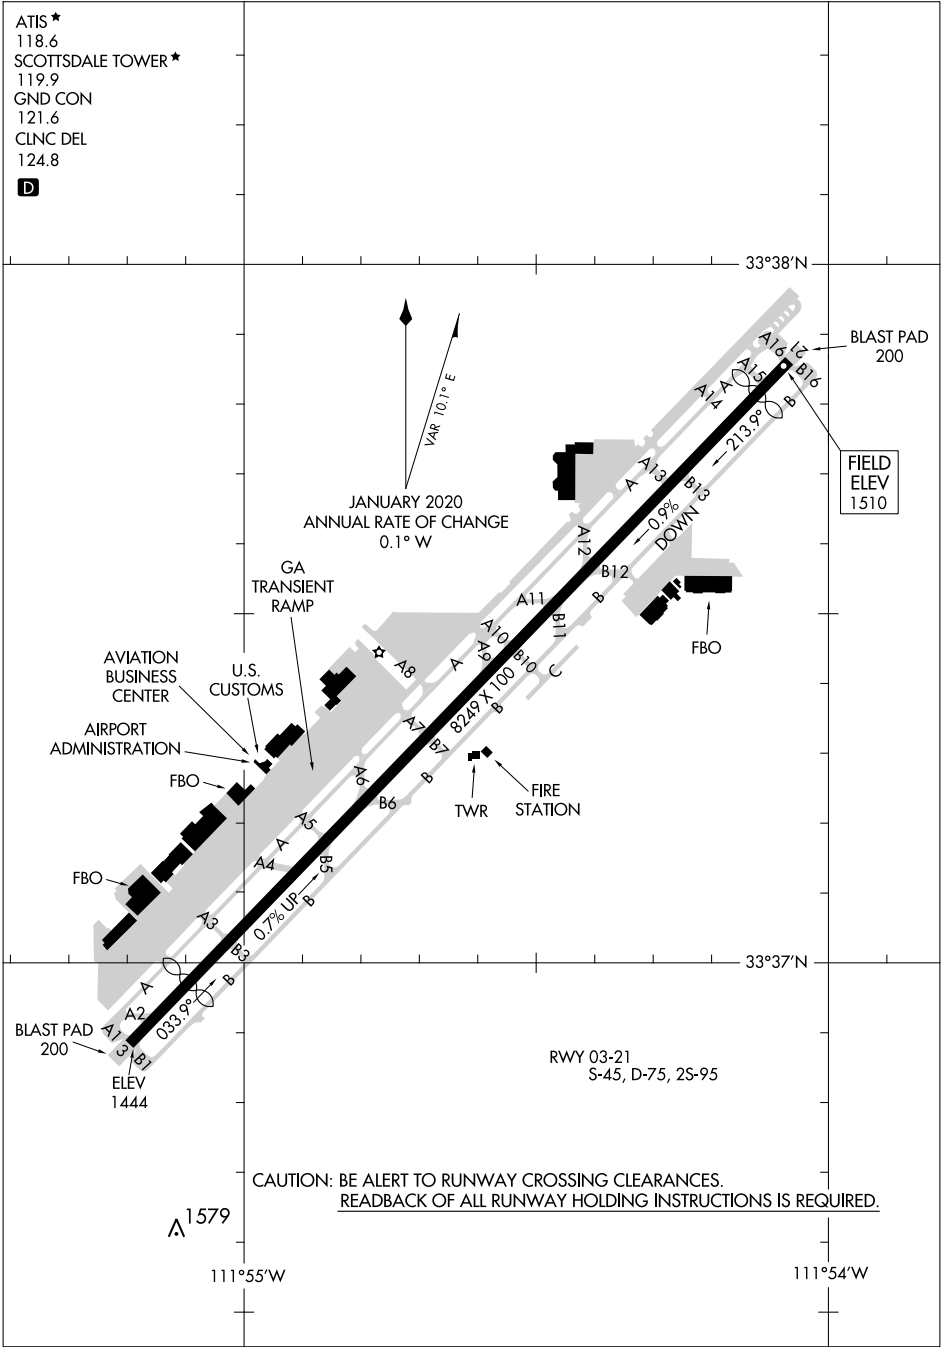 ATIS ★
118.6
SCOTTSDALE TOWER ★
119.9
GND CON
121.6
CLNC DEL
124.8
D
33°38'N
VAR 10.1° E
JANUARY 2020
ANNUAL RATE OF CHANGE
0.1° W
BLAST PAD
200
A16
21
B16
A15
A
B
A14
213.9°
FIELD
ELEV
1510
A13
A
B13
0.9%
DOWN
A12
B12
B
FBO
GA
TRANSIENT
RAMP
A11
B11
A10
A9
B10
C
A
A8
8249 X 100
B
AVIATION
BUSINESS
CENTER
U.S.
CUSTOMS
AIRPORT
ADMINISTRATION
FBO
A7
B7
B
TWR
FIRE
STATION
A6
B6
A5
A
A4
B5
FBO
0.7% UP
B
A3
B3
B
33°37'N
A
A2
033.9°
A1
3
B1
BLAST PAD
200
ELEV
1444
RWY 03-21
S-45, D-75, 2S-95
CAUTION: BE ALERT TO RUNWAY CROSSING CLEARANCES.
READBACK OF ALL RUNWAY HOLDING INSTRUCTIONS IS REQUIRED.
1579
111°55'W
111°54'W